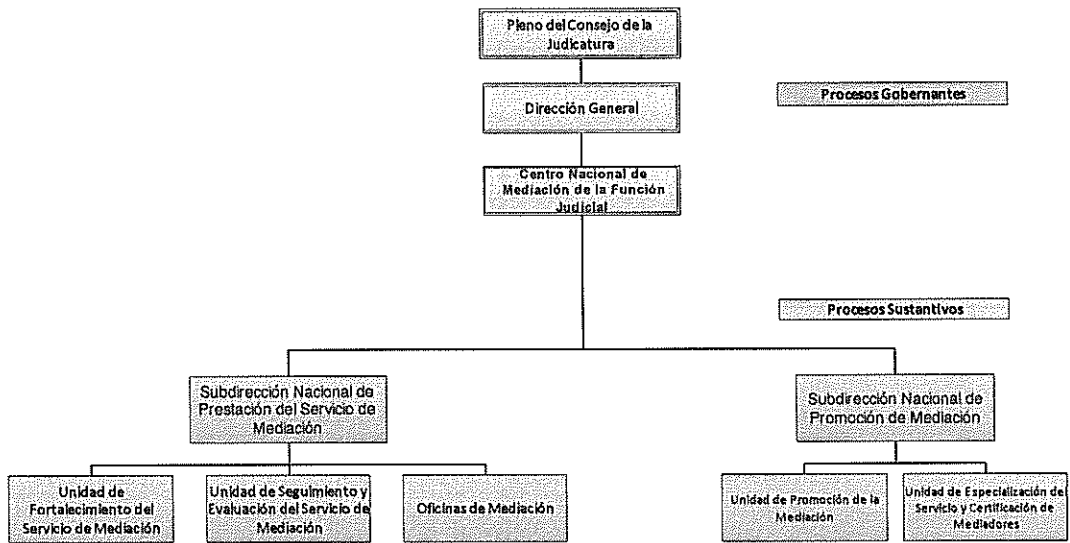 Pleno del Consejo de la
Judicatura
Dirección General
Procesos Gobernantes
Centro Nacional de
Mediación de la Función
Judicial
Procesos Sustantivos
Subdirección Nacional de
Prestación del Servicio de
Mediación
Subdirección Nacional de
Promoción de Mediación
Unidad de
Fortalecimiento del
Servicio de Mediación
Unidad de Seguimiento y
Evaluación del Servicio de
Mediación
Oficinas de Mediación
Unidad de Promoción de la
Mediación
Unidad de Especialización de
Servicio y Certificación de
Mediadores